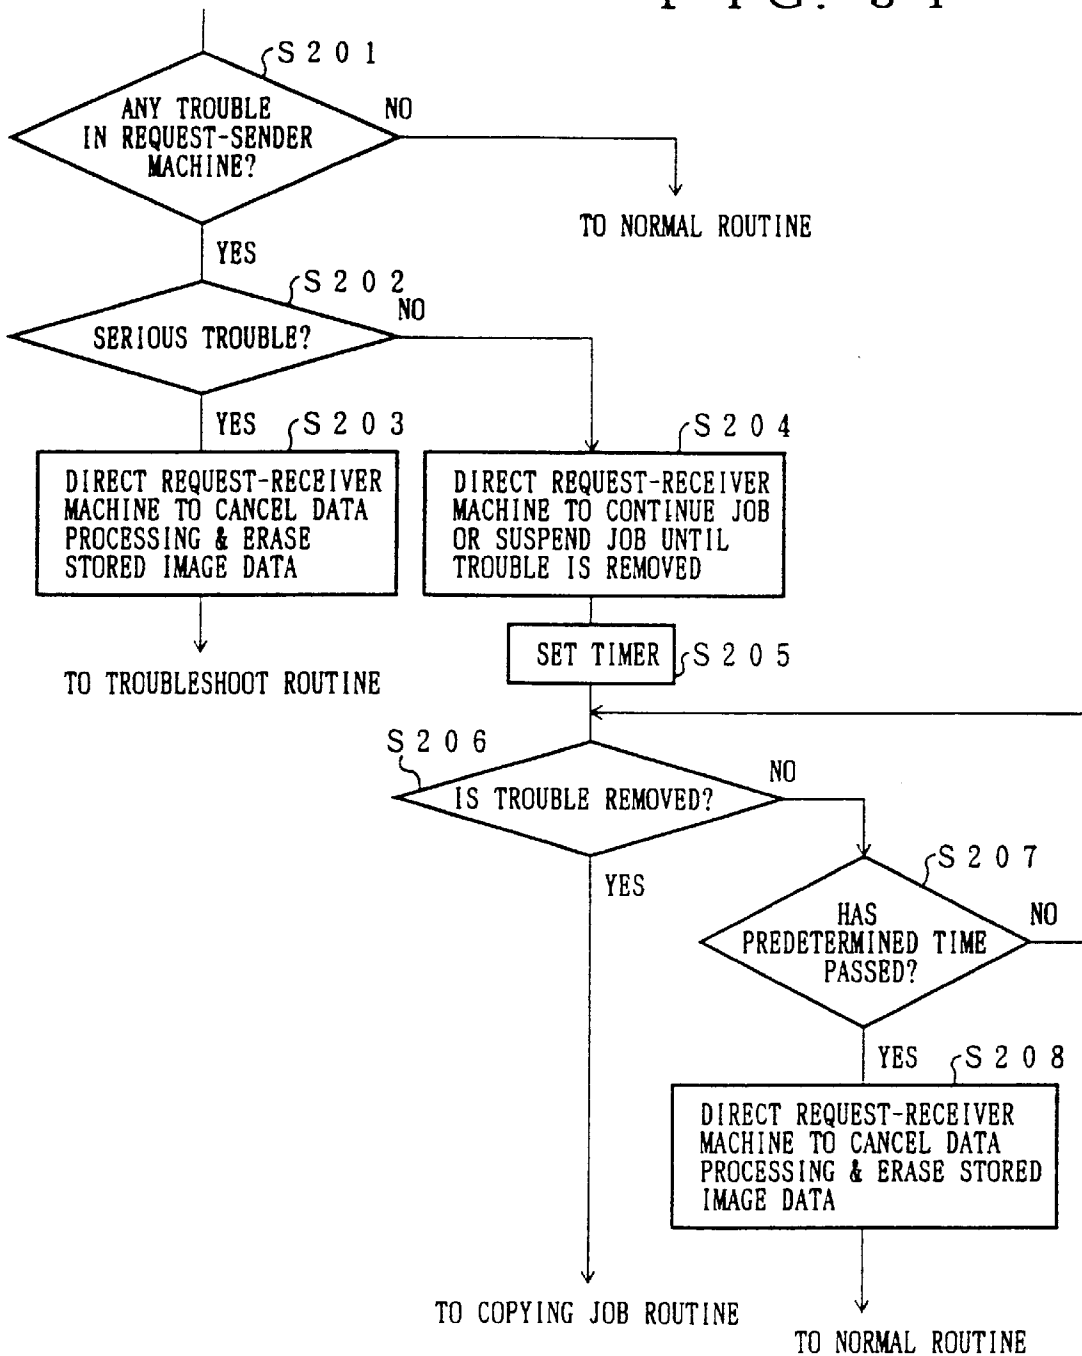 S201
ANY TROUBLE
IN REQUEST-SENDER
MACHINE?
NO
TO NORMAL ROUTINE
YES
S202
SERIOUS TROUBLE?
NO
YES
S203
DIRECT REQUEST-RECEIVER
MACHINE TO CANCEL DATA
PROCESSING & ERASE
STORED IMAGE DATA
TO TROUBLESHOOT ROUTINE
S204
DIRECT REQUEST-RECEIVER
MACHINE TO CONTINUE JOB
OR SUSPEND JOB UNTIL
TROUBLE IS REMOVED
SET TIMER
S205
S206
IS TROUBLE REMOVED?
NO
YES
S207
HAS
PREDETERMINED TIME
PASSED?
NO
YES
S208
DIRECT REQUEST-RECEIVER
MACHINE TO CANCEL DATA
PROCESSING & ERASE STORED
IMAGE DATA
TO COPYING JOB ROUTINE
TO NORMAL ROUTINE